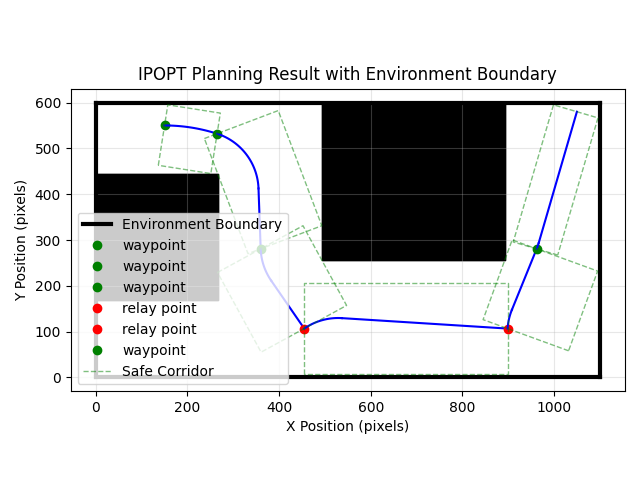 IPOPT Planning Result with Environment Boundary
Y Position (pixels)
600
500
400
300
200
100
0
Environment Boundary
waypoint
waypoint
waypoint
relay point
relay point
waypoint
Safe Corridor
0 200 400 600 800 1000
X Position (pixels)